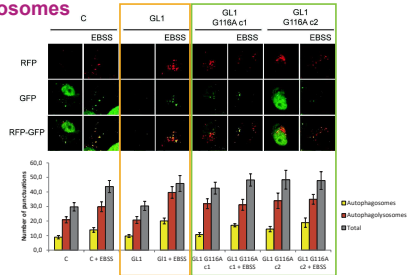 osomes
C GL1 GL1 G116A c1 GL1 G116A c2
EBSS EBSS EBSS EBSS
RFP
GFP
RFP-GFP
Number of punctuations
60,0
50,0
40,0
30,0
20,0
10,0
0,0
C C + EBSS GL1 Gl1 + EBSS GL1 G116A c1 GL1 G116A c1 + EBSS GL1 G116A c2 GL1 G116A c2 + EBSS
Autophagosomes
Autophagolysosomes
Total